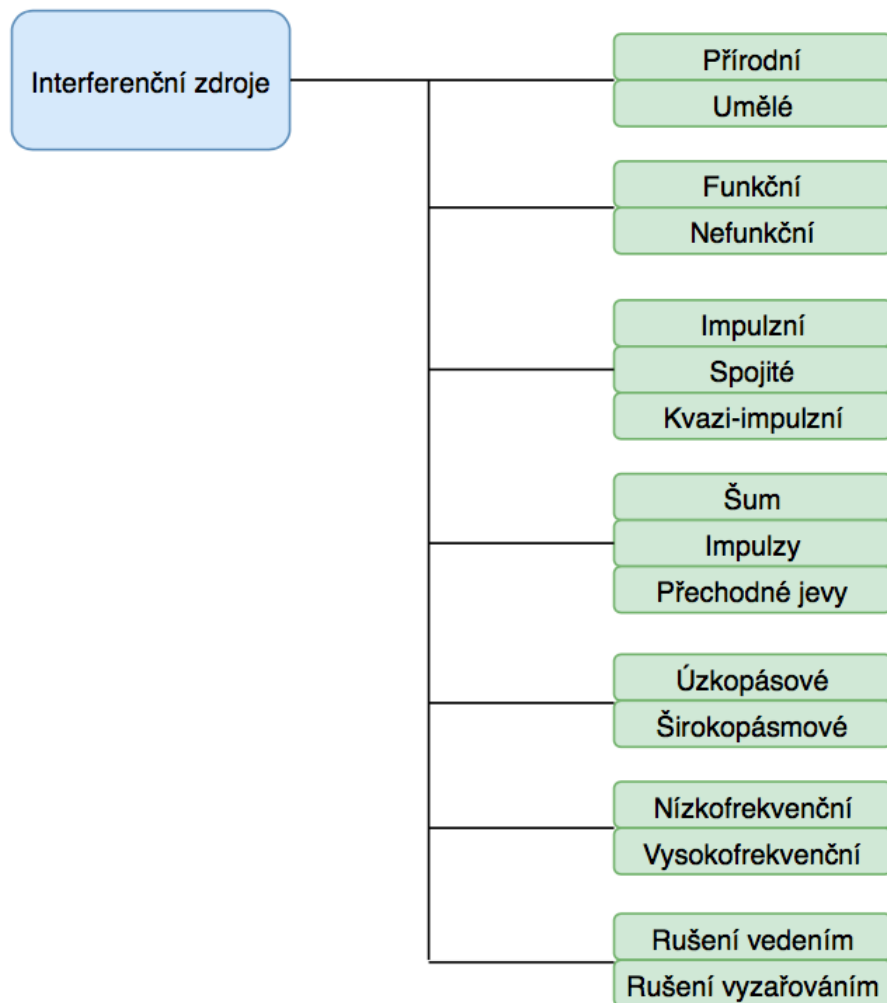 Interferenční zdroje
Přírodní
Umělé
Funkční
Nefunkční
Impulzní
Spojité
Kvazi-impulzní
Šum
Impulzy
Přechodné jevy
Úzkopásové
Širokopásmové
Nízkofrekvenční
Vysokofrekvenční
Rušení vedením
Rušení vyzařováním